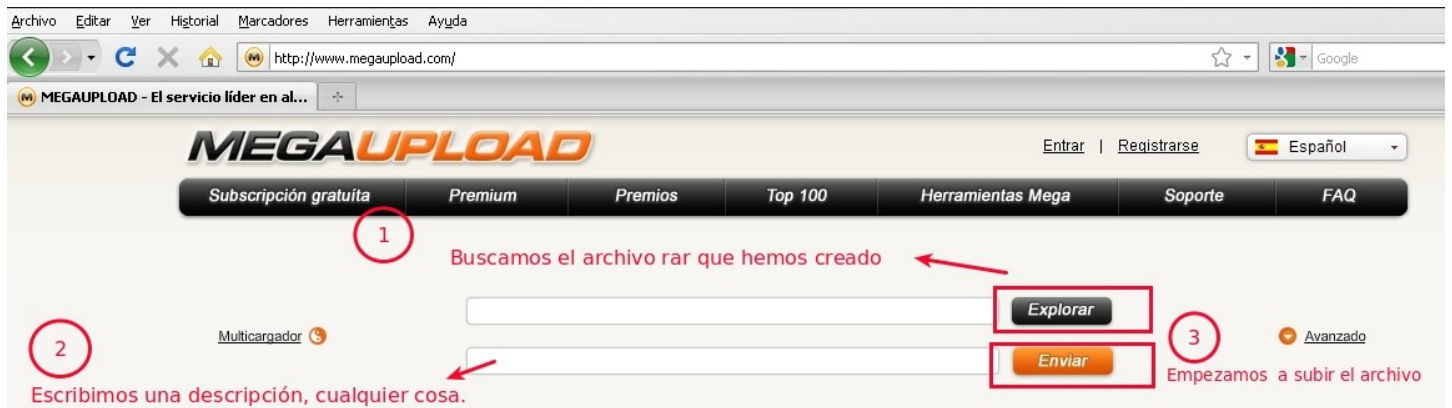 Archivo Editar Ver Historial Marcadores Herramientas Ayuda
http://www.megaupload.com/ Google
MEGAUPLOAD - El servicio líder en al...
MEGAUPLOAD Entrar | Registrarse Español
Subscripción gratuíta Premium Premios Top 100 Herramientas Mega Soporte FAQ
1
Buscamos el archivo rar que hemos creado
Explorar
2 Multicargador 3 Avanzado
Enviar
Empezamos a subir el archivo
Escribimos una descripción, cualquier cosa.